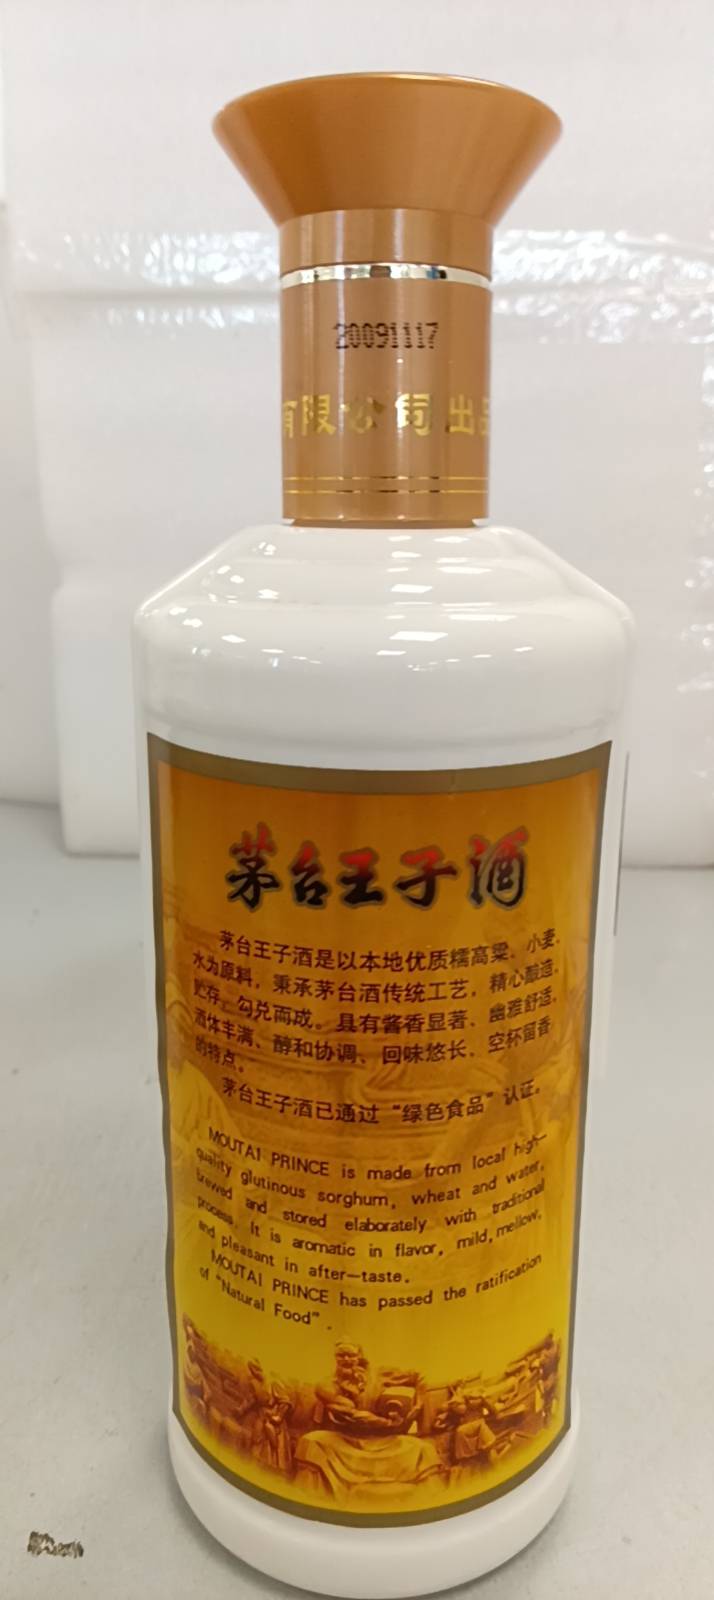 20091117
有限公司出品
茅台王子酒
茅台王子酒是以本地优质糯高粱、小麦、
水为原料，秉承茅台酒传统工艺，精心酿造、
贮存、勾兑而成。具有酱香显著、幽雅舒适、
酒体丰满、醇和协调、回味悠长、空杯留香
的特点。
茅台王子酒已通过“绿色食品”认证。
MOUTAI PRINCE is made from local high-
quality glutinous sorghum, wheat and water,
brewed and stored elaborately with traditional
process. It is aromatic in flavor, mild, mellow,
and pleasant in after-taste.
MOUTAI PRINCE has passed the ratification
of "Natural Food".